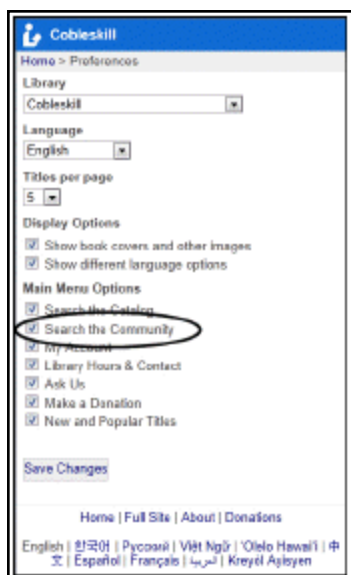 Cobleskill
Home > Preferences
Library
Cobleskill
Language
English
Titles per page
5
Display Options
Show book covers and other images
Show different language options
Main Menu Options
Search the Catalog
Search the Community
My Account
Library Hours & Contact
Ask Us
Make a Donation
New and Popular Titles
Save Changes
Home | Full Site | About | Donations
English | 한국어 | Русский | Việt Ngữ | 'Ōlelo Hawai'i | 中
文 | Español | Français | العربية | Kreyòl Ayisyen